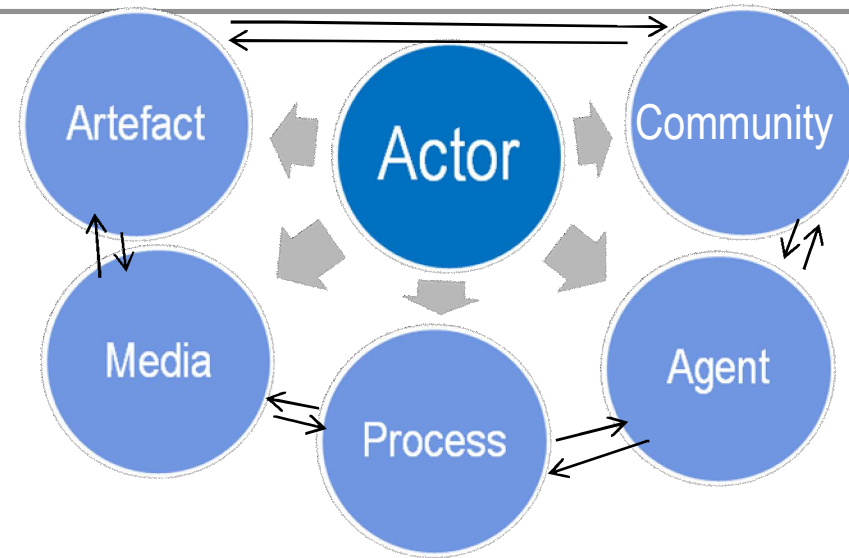 Artefact
Actor
Community
Media
Process
Agent